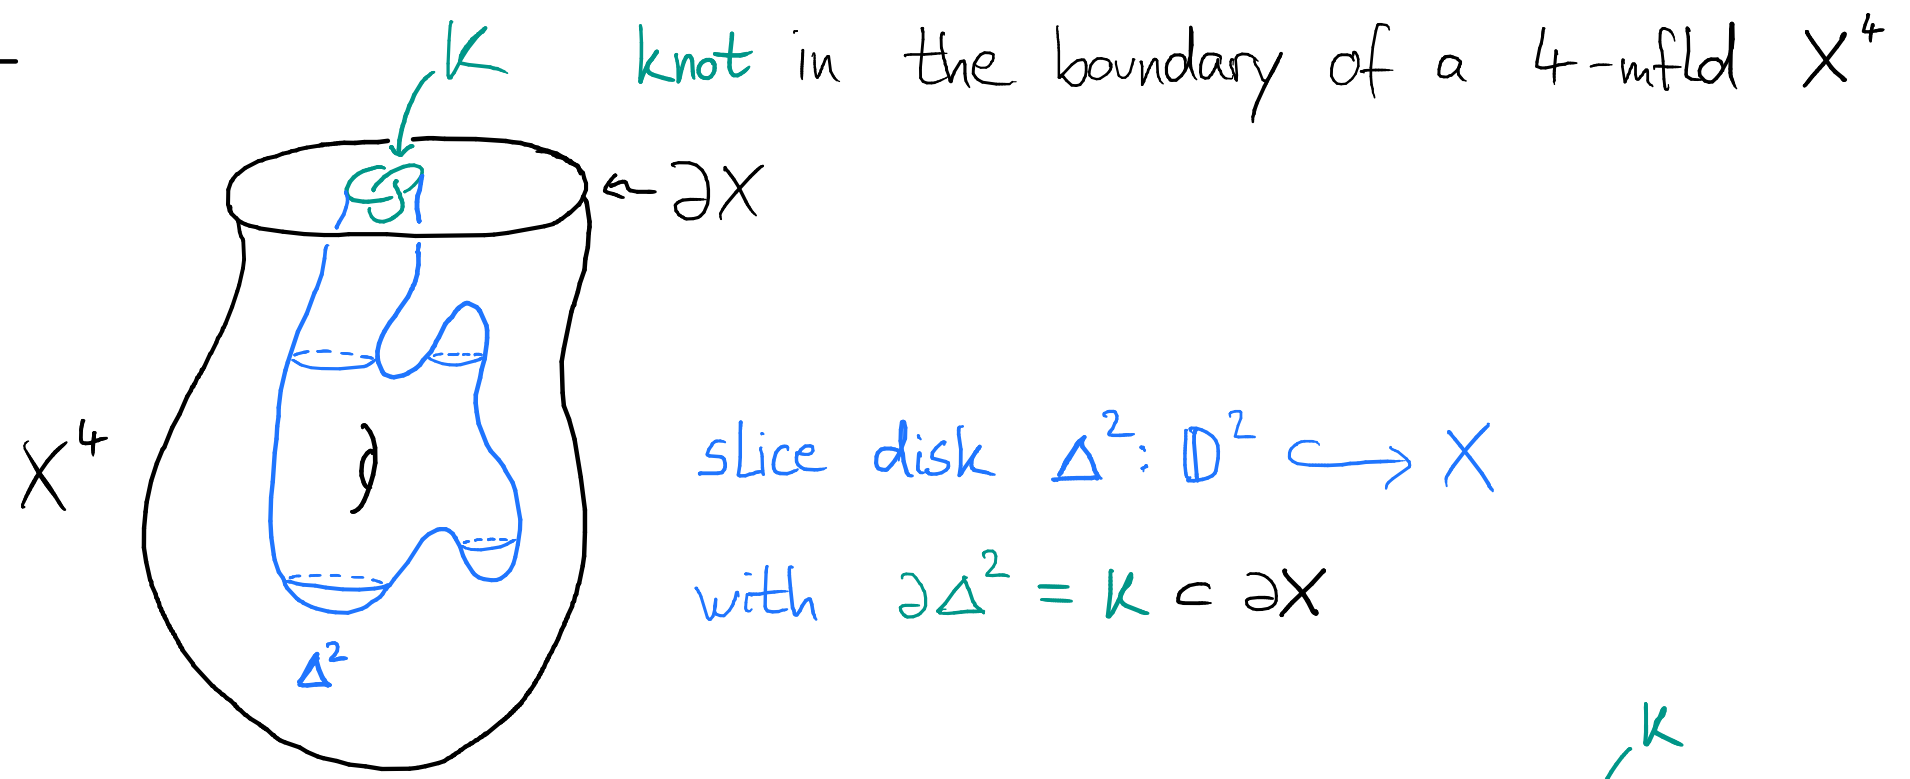 K knot in the boundary of a 4-mfld X⁴
← ∂X
X⁴
slice disk Δ²: 𝔻² ↪ X
with ∂Δ² = K ⊂ ∂X
Δ²
K